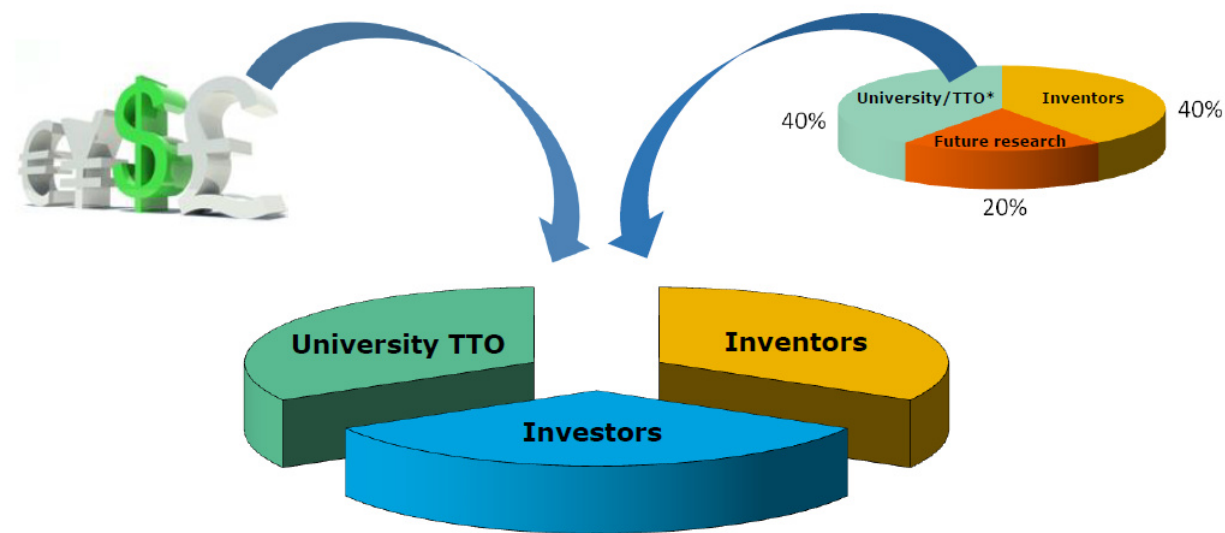 University/TTO*
Inventors
40%
40%
Future research
20%
University TTO
Inventors
Investors